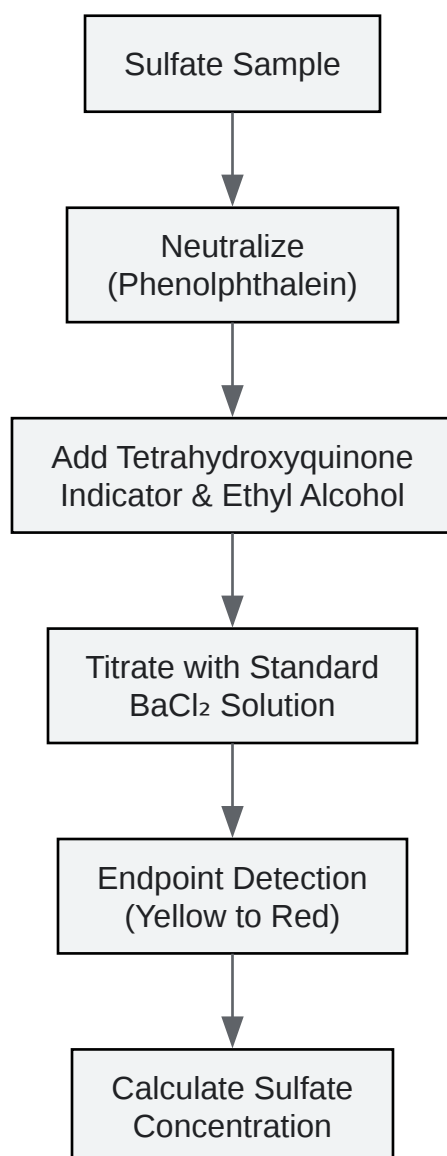 Sulfate Sample
Neutralize
(Phenolphthalein)
Add Tetrahydroxyquinone
Indicator & Ethyl Alcohol
Titrate with Standard
BaCl₂ Solution
Endpoint Detection
(Yellow to Red)
Calculate Sulfate
Concentration